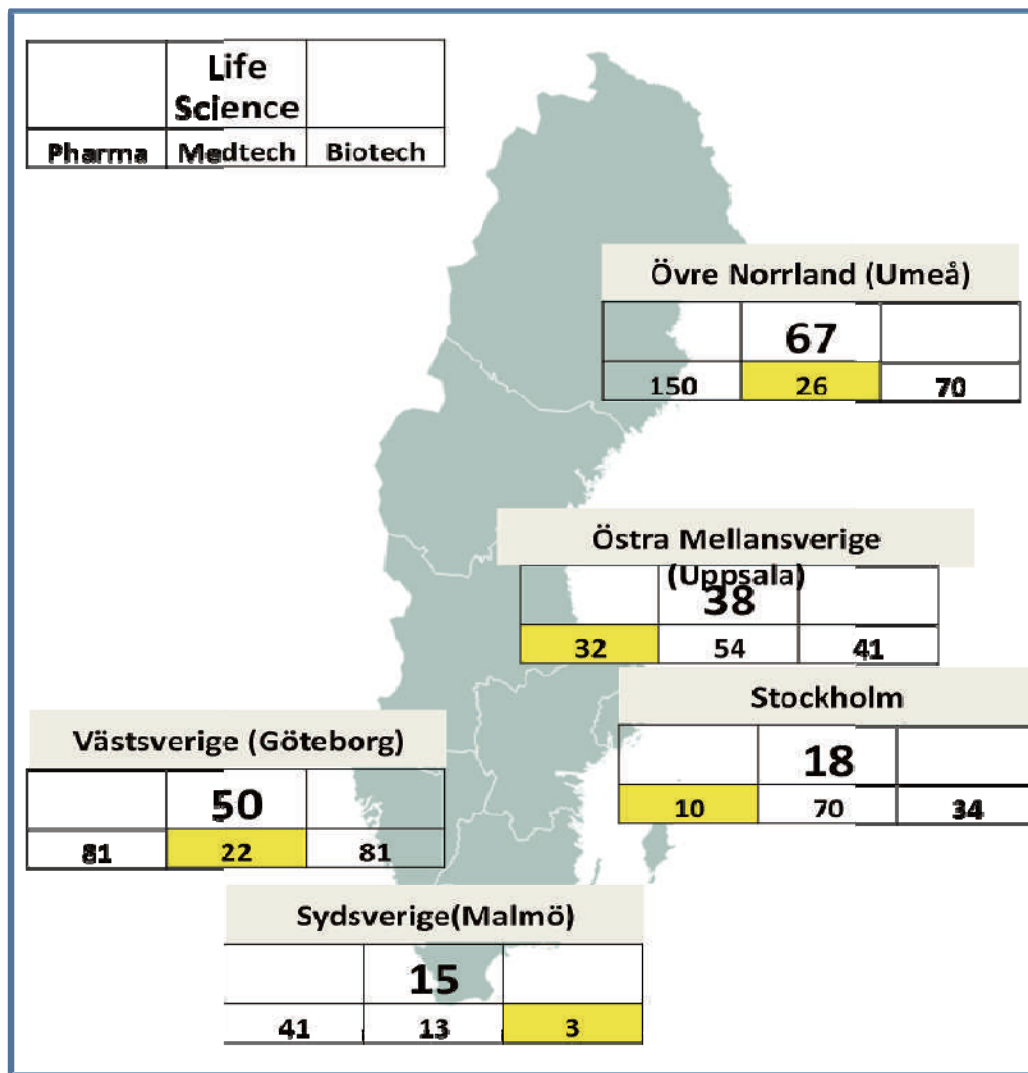 Life
Science
Pharma Medtech Biotech
Övre Norrland (Umeå)
67
150 26 70
Östra Mellansverige
(Uppsala)
38
32 54 41
Stockholm
18
10 70 34
Västsverige (Göteborg)
50
81 22 81
Sydsverige(Malmö)
15
41 13 3